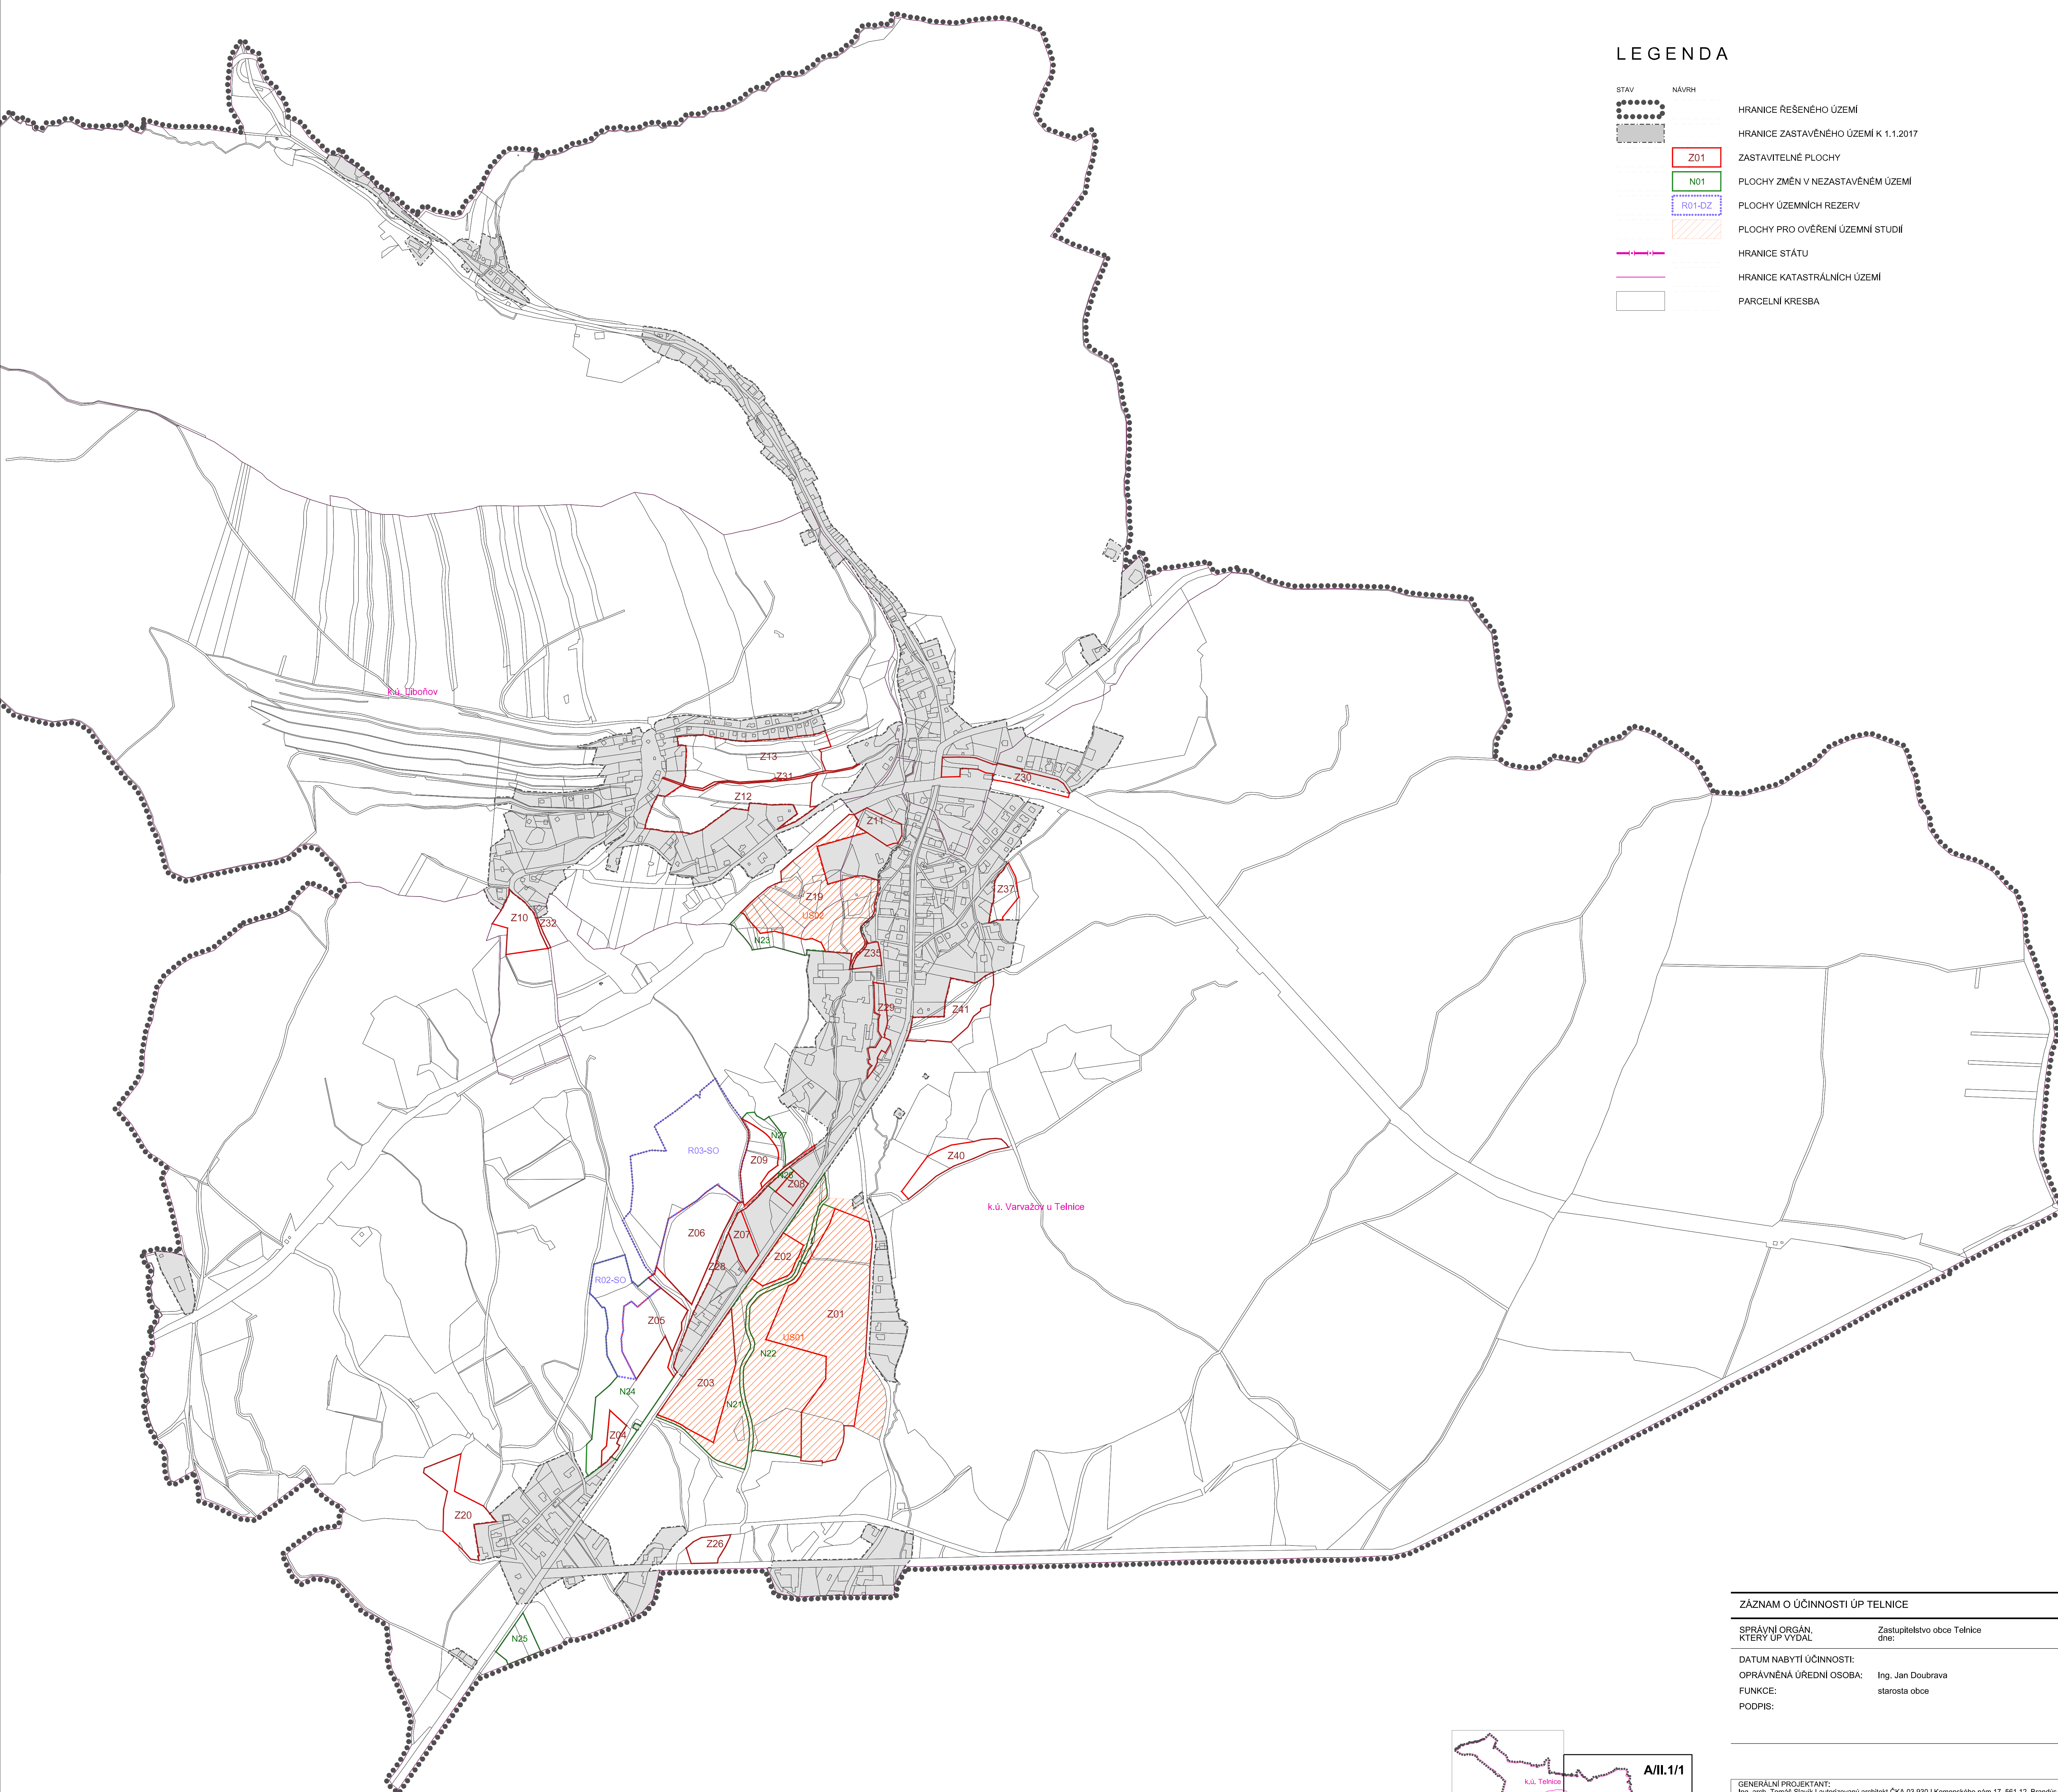 LEGENDA
STAV NÁVRH
HRANICE ŘEŠENÉHO ÚZEMÍ
HRANICE ZASTAVĚNÉHO ÚZEMÍ K 1.1.2017
Z01 ZASTAVITELNÉ PLOCHY
N01 PLOCHY ZMĚN V NEZASTAVĚNÉM ÚZEMÍ
R01-DZ PLOCHY ÚZEMNÍCH REZERV
PLOCHY PRO OVĚŘENÍ ÚZEMNÍ STUDIÍ
HRANICE STÁTU
HRANICE KATASTRÁLNÍCH ÚZEMÍ
PARCELNÍ KRESBA
k.ú. Liboňov
Z13
Z31
Z30
Z12
Z11
Z37
Z19
Z10
US02
Z32
N23
Z35
Z29
Z41
N27
R03-SO
Z40
Z09
N26
Z08
k.ú. Varvažov u Telnice
Z06
Z07
Z02
Z28
R02-SO
Z01
Z05
US01
N22
Z03
N24
N21
Z04
Z20
Z26
N25
ZÁZNAM O ÚČINNOSTI ÚP TELNICE
SPRÁVNÍ ORGÁN, Zastupitelstvo obce Telnice
KTERÝ ÚP VYDAL dne:
DATUM NABYTÍ ÚČINNOSTI:
OPRÁVNĚNÁ ÚŘEDNÍ OSOBA: Ing. Jan Doubrava
FUNKCE: starosta obce
PODPIS:
A/II.1/1
k.ú. Telnice
GENERÁLNÍ PROJEKTANT: